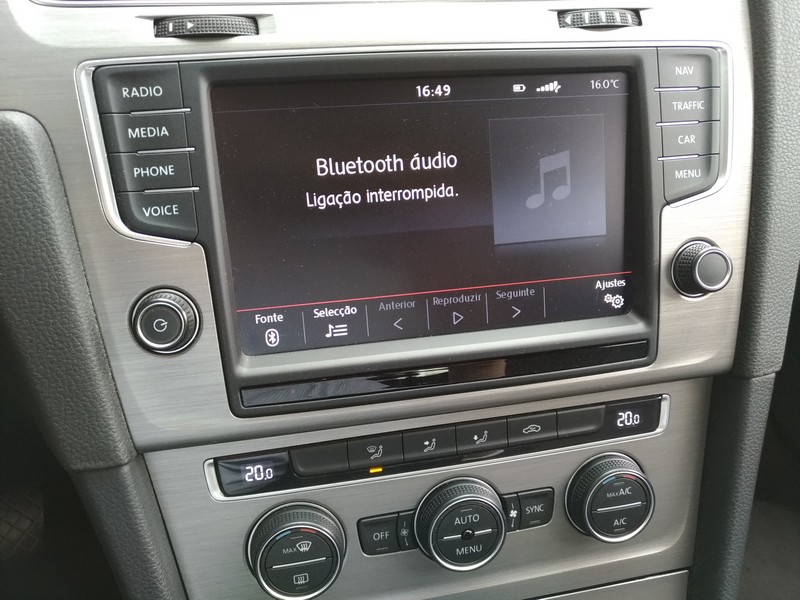 16:49
16.0°C
RADIO
MEDIA
PHONE
VOICE
NAV
TRAFFIC
CAR
MENU
Bluetooth áudio
Ligação interrompida.
Fonte
Selecção
Anterior
Reproduzir
Seguinte
Ajustes
20.0
20.0
MAX
OFF
AUTO
MENU
SYNC
MAX A/C
A/C